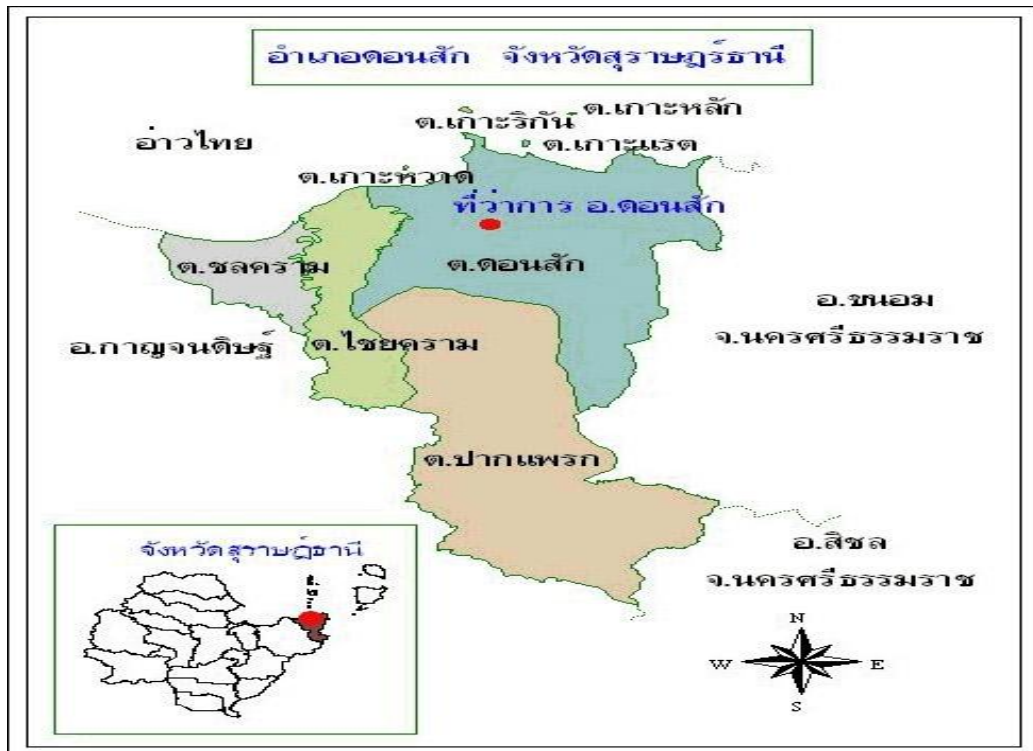 อำเภอดอนสัก จังหวัดสุราษฎร์ธานี
ต.เกาะหลัก
ต.เกาะริกัน
อ่าวไทย
ต.เกาะแรต
ต.เกาะหวาด
ที่ว่าการ อ.ดอนสัก
ต.ชลคราม
ต.ดอนสัก
อ.ขนอม
จ.นครศรีธรรมราช
อ.กาญจนดิษฐ์
ต.ไชยคราม
ต.ปากแพรก
อ.สิชล
จ.นครศรีธรรมราช
จังหวัดสุราษฎ์ธานี
N
W
E
S